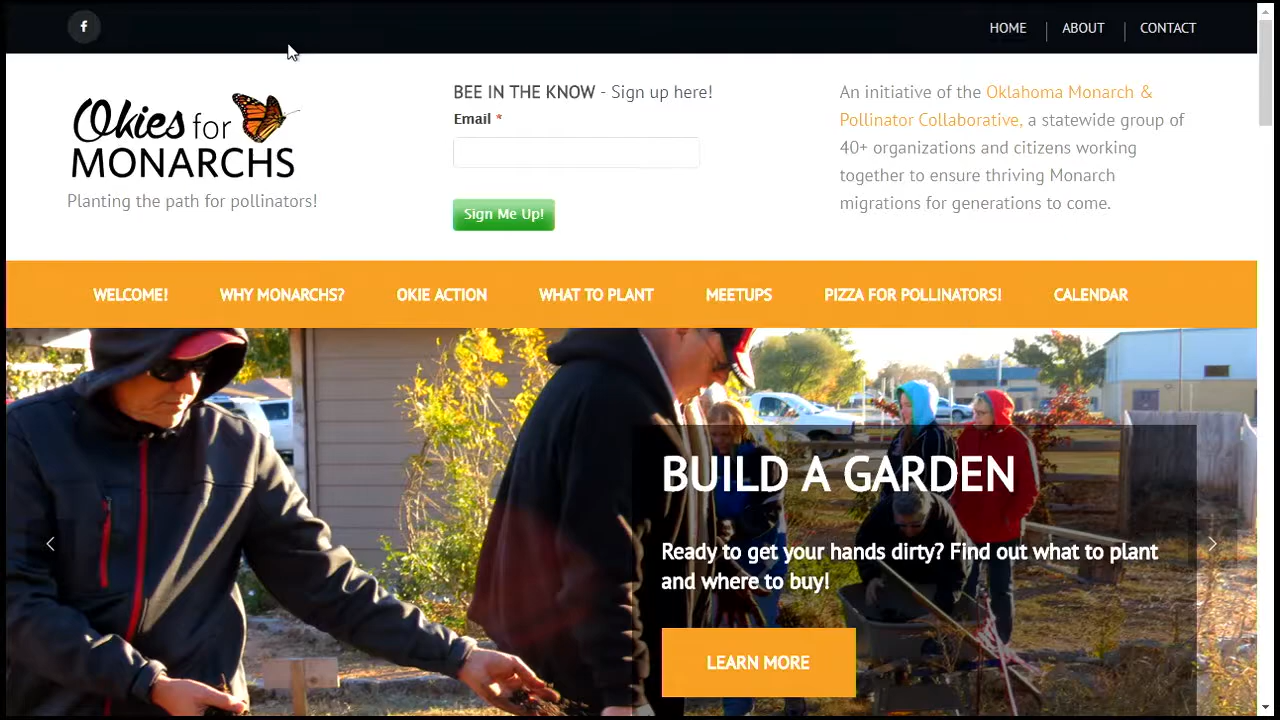 HOME
ABOUT
CONTACT
Okies for
MONARCHS
Planting the path for pollinators!
BEE IN THE KNOW - Sign up here!
Email *
Sign Me Up!
An initiative of the Oklahoma Monarch &
Pollinator Collaborative, a statewide group of
40+ organizations and citizens working
together to ensure thriving Monarch
migrations for generations to come.
WELCOME!
WHY MONARCHS?
OKIE ACTION
WHAT TO PLANT
MEETUPS
PIZZA FOR POLLINATORS!
CALENDAR
BUILD A GARDEN
Ready to get your hands dirty? Find out what to plant
and where to buy!
LEARN MORE